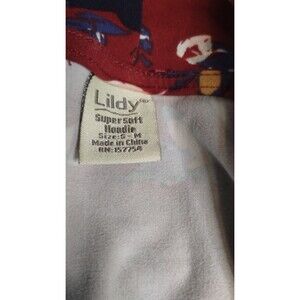 Lildy
Supersoft
Hoodie
Size: S - M
Made in China
RN: 157754